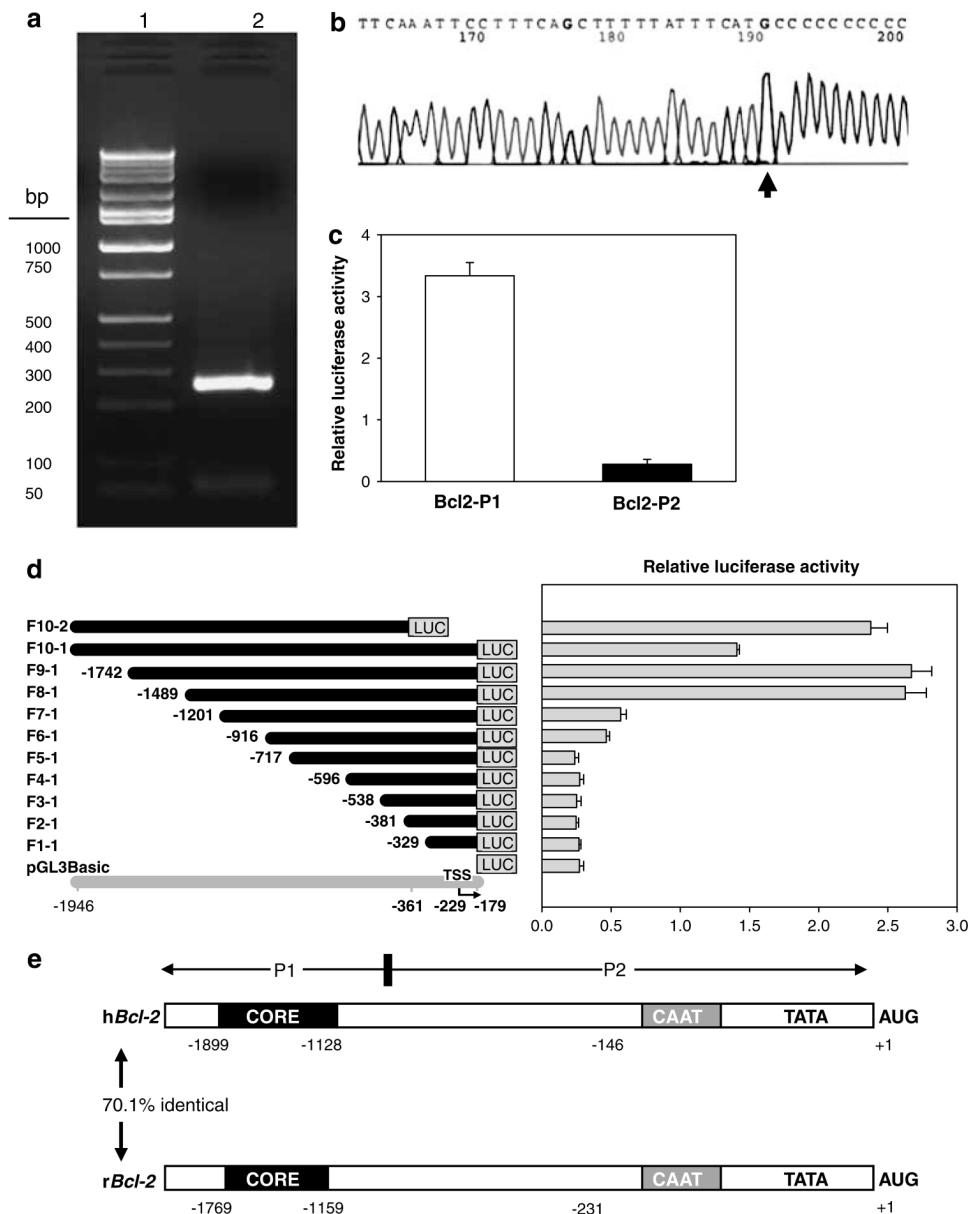 a
1 2
bp
1000
750
500
400
300
200
100
50
b
TTCAAATTCCTTTCAGCTTTTTATTTCATGCCCCCCCCCC
170 180 190 200
c
Relative luciferase activity
4
3
2
1
0
Bcl2-P1 Bcl2-P2
d
Relative luciferase activity
F10-2 LUC
F10-1 LUC
F9-1 -1742 LUC
F8-1 -1489 LUC
F7-1 -1201 LUC
F6-1 -916 LUC
F5-1 -717 LUC
F4-1 -596 LUC
F3-1 -538 LUC
F2-1 -381 LUC
F1-1 -329 LUC
pGL3Basic LUC
TSS
-1946 -361 -229 -179
0.0 0.5 1.0 1.5 2.0 2.5 3.0
e
P1 P2
hBcl-2 CORE CAAT TATA AUG
-1899 -1128 -146 +1
70.1% identical
rBcl-2 CORE CAAT TATA AUG
-1769 -1159 -231 +1